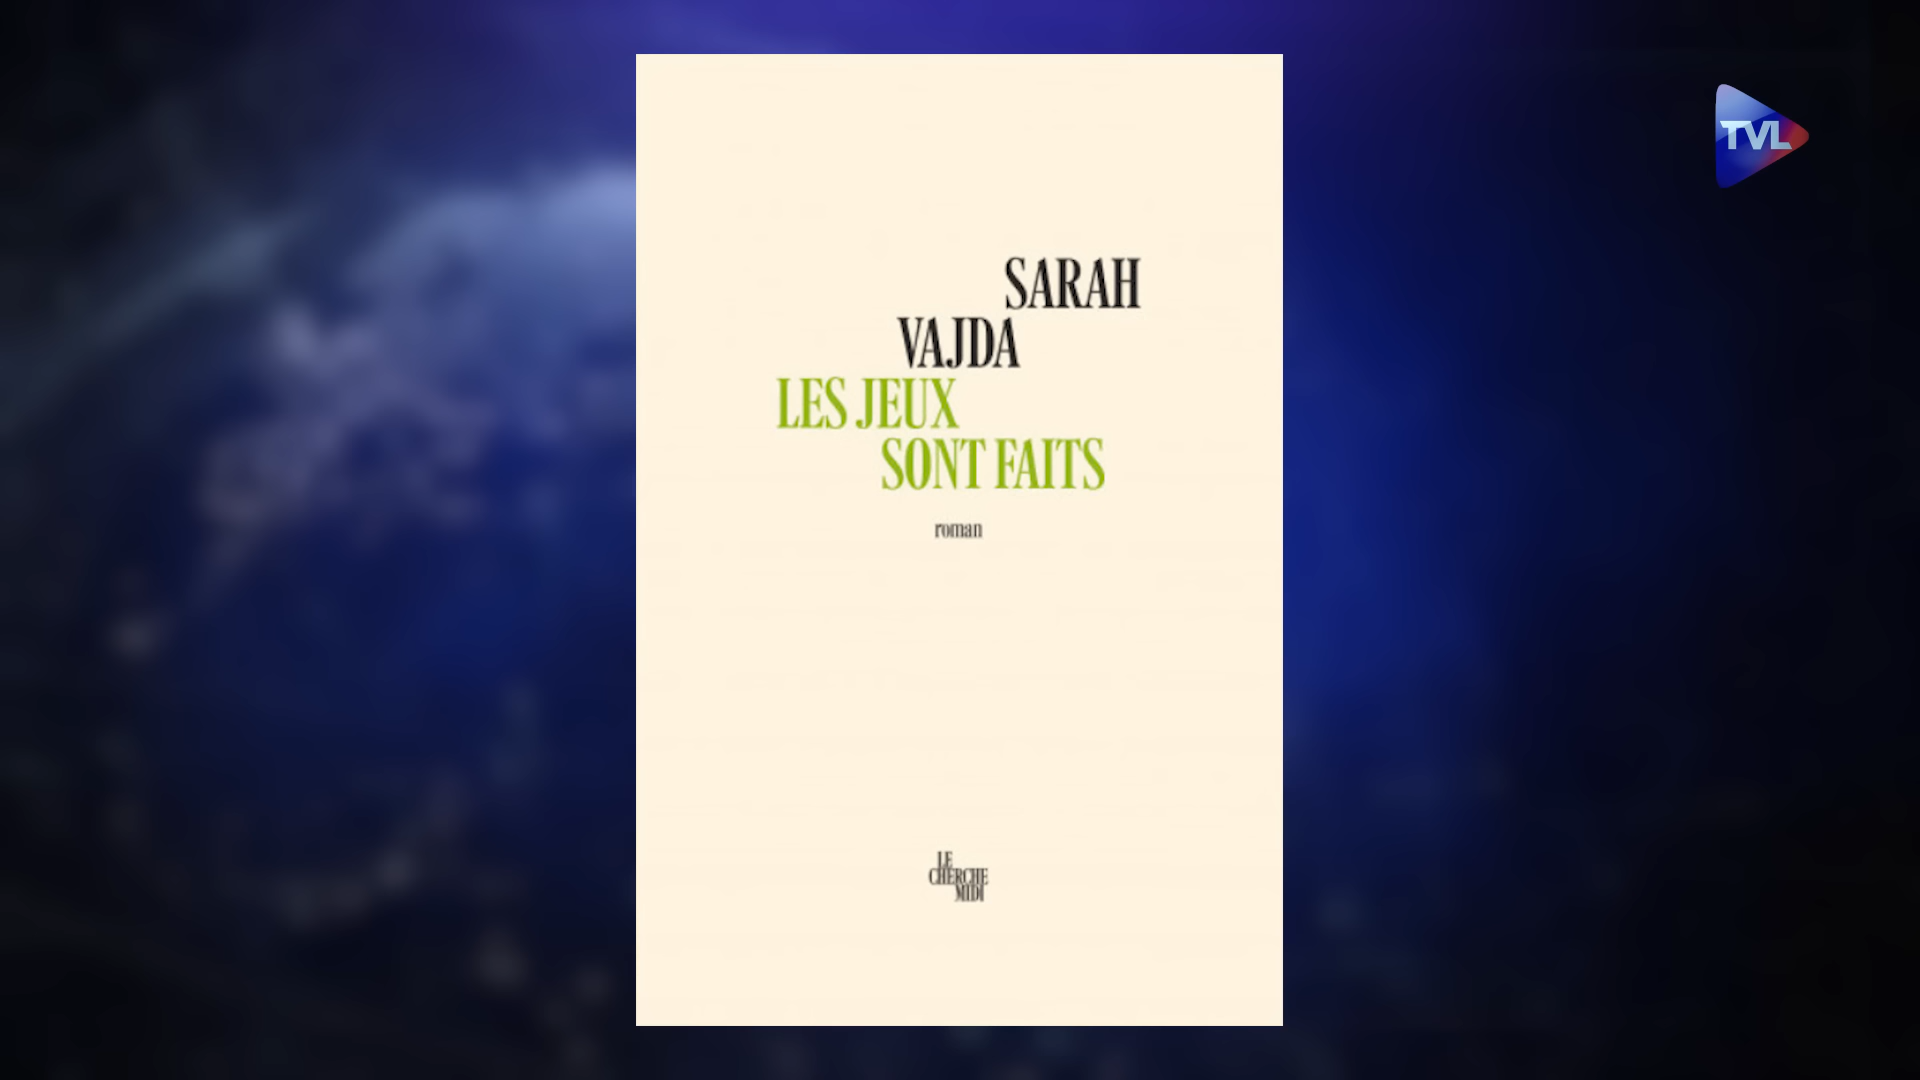 TVL
SARAH
VAJDA
LES JEUX
SONT FAITS
roman
LE
CHERCHE
MIDI